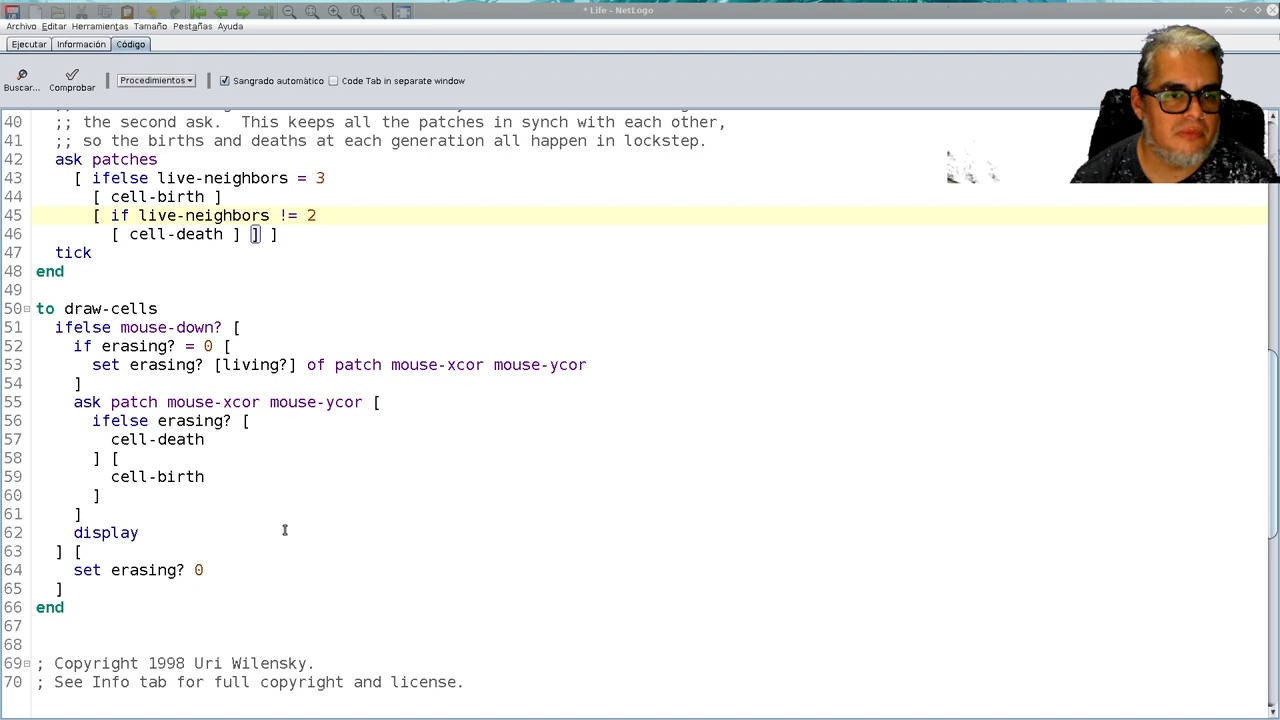 * Life - NetLogo
Archivo Editar Herramientas Tamaño Pestañas Ayuda
Ejecutar Información Código
Buscar... Comprobar Procedimientos Sangrado automático Code Tab in separate window
40 ;; the second ask.  This keeps all the patches in synch with each other,
41 ;; so the births and deaths at each generation all happen in lockstep.
42 ask patches
43 [ ifelse live-neighbors = 3
44 [ cell-birth ]
45 [ if live-neighbors != 2
46 [ cell-death ] ] ]
47 tick
48 end
49
50 to draw-cells
51 ifelse mouse-down? [
52 if erasing? = 0 [
53 set erasing? [living?] of patch mouse-xcor mouse-ycor
54 ]
55 ask patch mouse-xcor mouse-ycor [
56 ifelse erasing? [
57 cell-death
58 ] [
59 cell-birth
60 ]
61 ]
62 display
63 ] [
64 set erasing? 0
65 ]
66 end
67
68
69 ; Copyright 1998 Uri Wilensky.
70 ; See Info tab for full copyright and license.